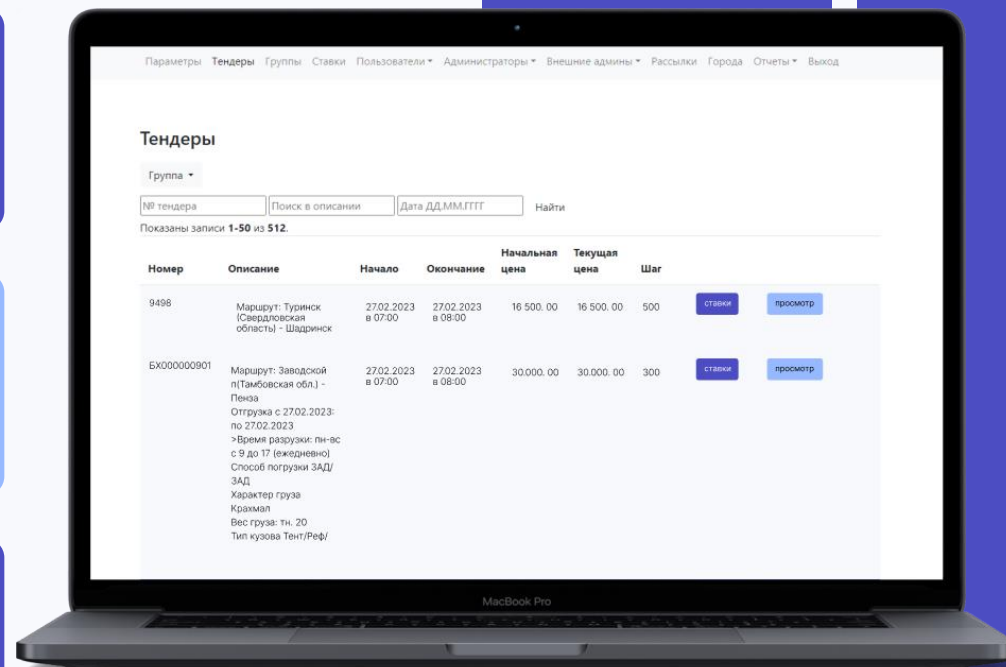 Параметры Тендеры Группы Ставки Пользователи Администраторы Внешние админы Рассылки Города Отчеты Выход
Тендеры
Группа
№ тендера Поиск в описании Дата ДД.ММ.ГГГГ Найти
Показаны записи 1-50 из 512.
Номер Описание Начало Окончание Начальная цена Текущая цена Шаг
9498
Маршрут: Туринск
(Свердловская
область) - Шадринск
27.02.2023
в 07:00
27.02.2023
в 08:00
16 500. 00 16 500. 00 500 ставки просмотр
БХ000000901
Маршрут: Заводской
п(Тамбовская обл.) -
Пенза
Отгрузка с 27.02.2023:
по 27.02.2023
>Время разрузки: пн-вс
с 9 до 17 (ежедневно)
Способ погрузки ЗАД/
ЗАД
Характер груза
Крахмал
Вес груза: тн. 20
Тип кузова Тент/Реф/
27.02.2023
в 07:00
27.02.2023
в 08:00
30.000. 00 30.000. 00 300 ставки просмотр
MacBook Pro